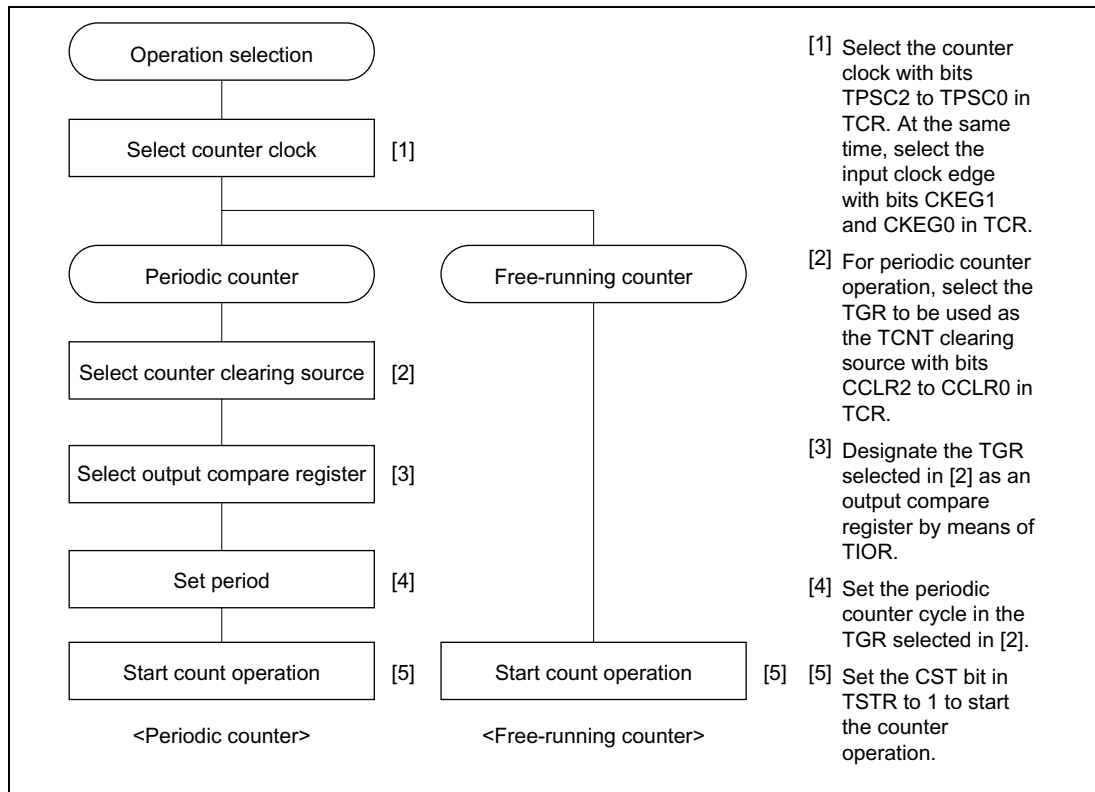 Operation selection
Select counter clock [1]
Periodic counter
Free-running counter
Select counter clearing source [2]
Select output compare register [3]
Set period [4]
Start count operation [5]
Start count operation [5]
<Periodic counter>
<Free-running counter>
[1] Select the counter
clock with bits
TPSC2 to TPSC0 in
TCR. At the same
time, select the
input clock edge
with bits CKEG1
and CKEG0 in TCR.
[2] For periodic counter
operation, select the
TGR to be used as
the TCNT clearing
source with bits
CCLR2 to CCLR0 in
TCR.
[3] Designate the TGR
selected in [2] as an
output compare
register by means of
TIOR.
[4] Set the periodic
counter cycle in the
TGR selected in [2].
[5] Set the CST bit in
TSTR to 1 to start
the counter
operation.